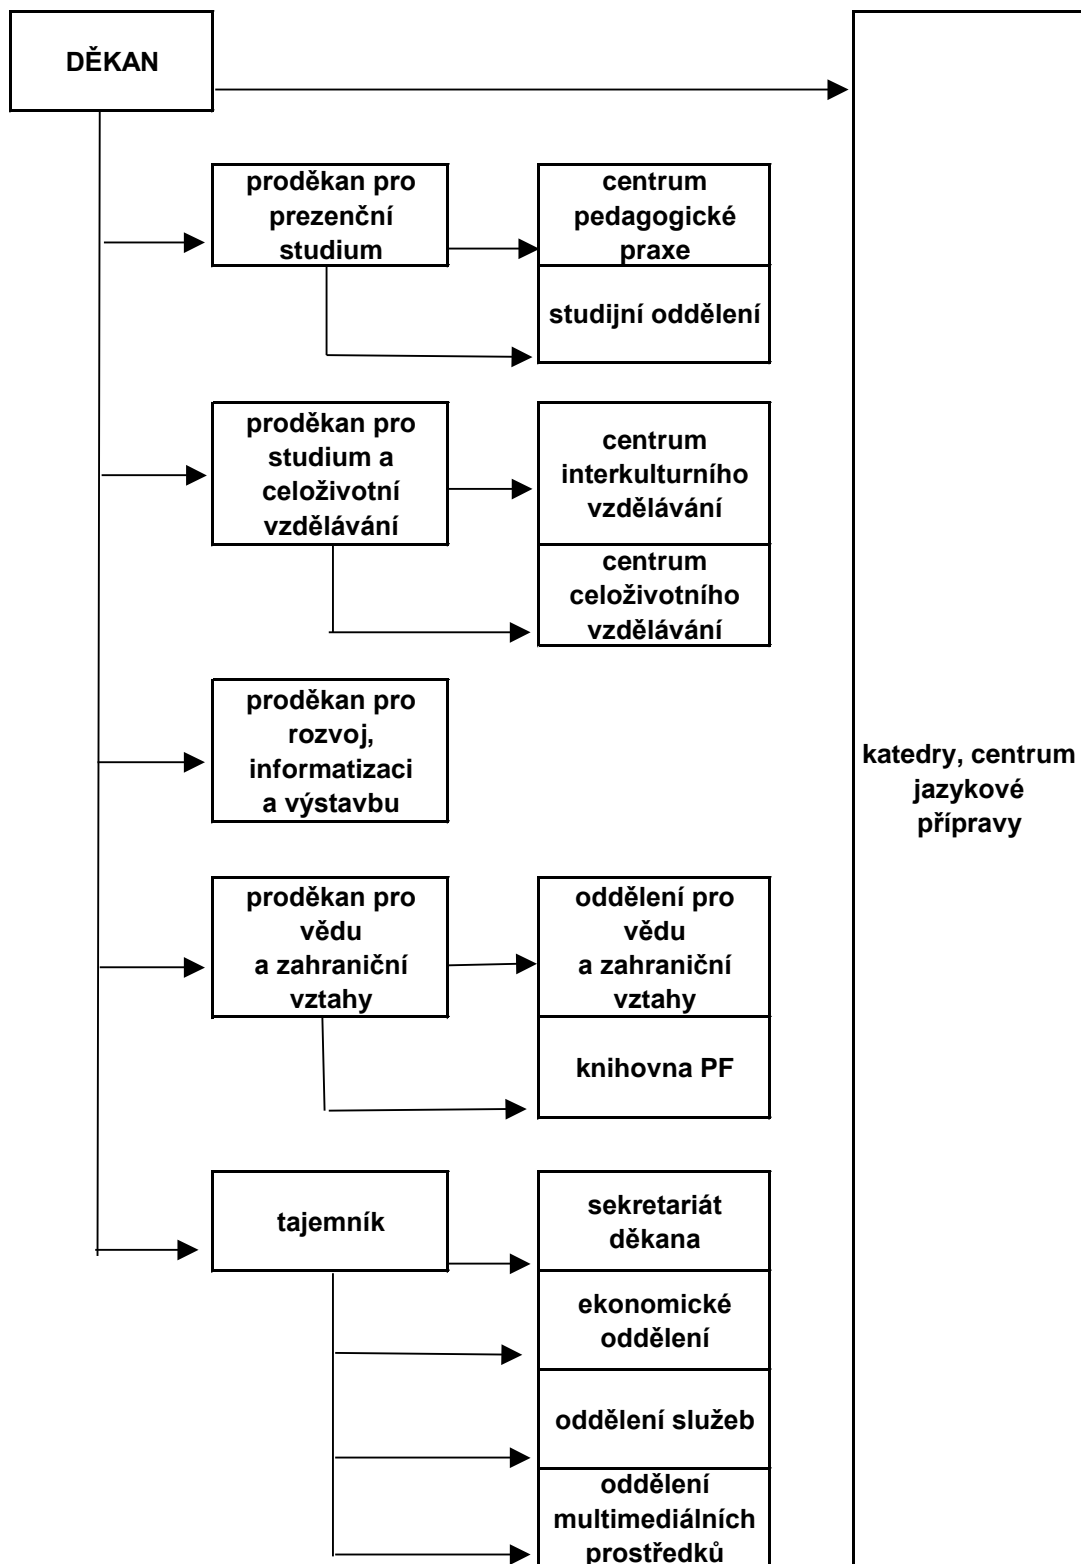 DĚKAN
proděkan pro
prezenční
studium
centrum
pedagogické
praxe
studijní oddělení
proděkan pro
studium a
celoživotní
vzdělávání
centrum
interkulturního
vzdělávání
centrum
celoživotního
vzdělávání
proděkan pro
rozvoj,
informatizaci
a výstavbu
katedry, centrum
jazykové
přípravy
proděkan pro
vědu
a zahraniční
vztahy
oddělení pro
vědu
a zahraniční
vztahy
knihovna PF
tajemník
sekretariát
děkana
ekonomické
oddělení
oddělení služeb
oddělení
multimediálních
prostředků